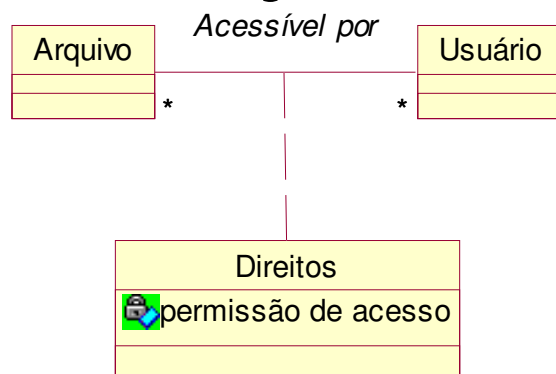 Acessível por
Arquivo
Usuário
*
*
Direitos
permissão de acesso